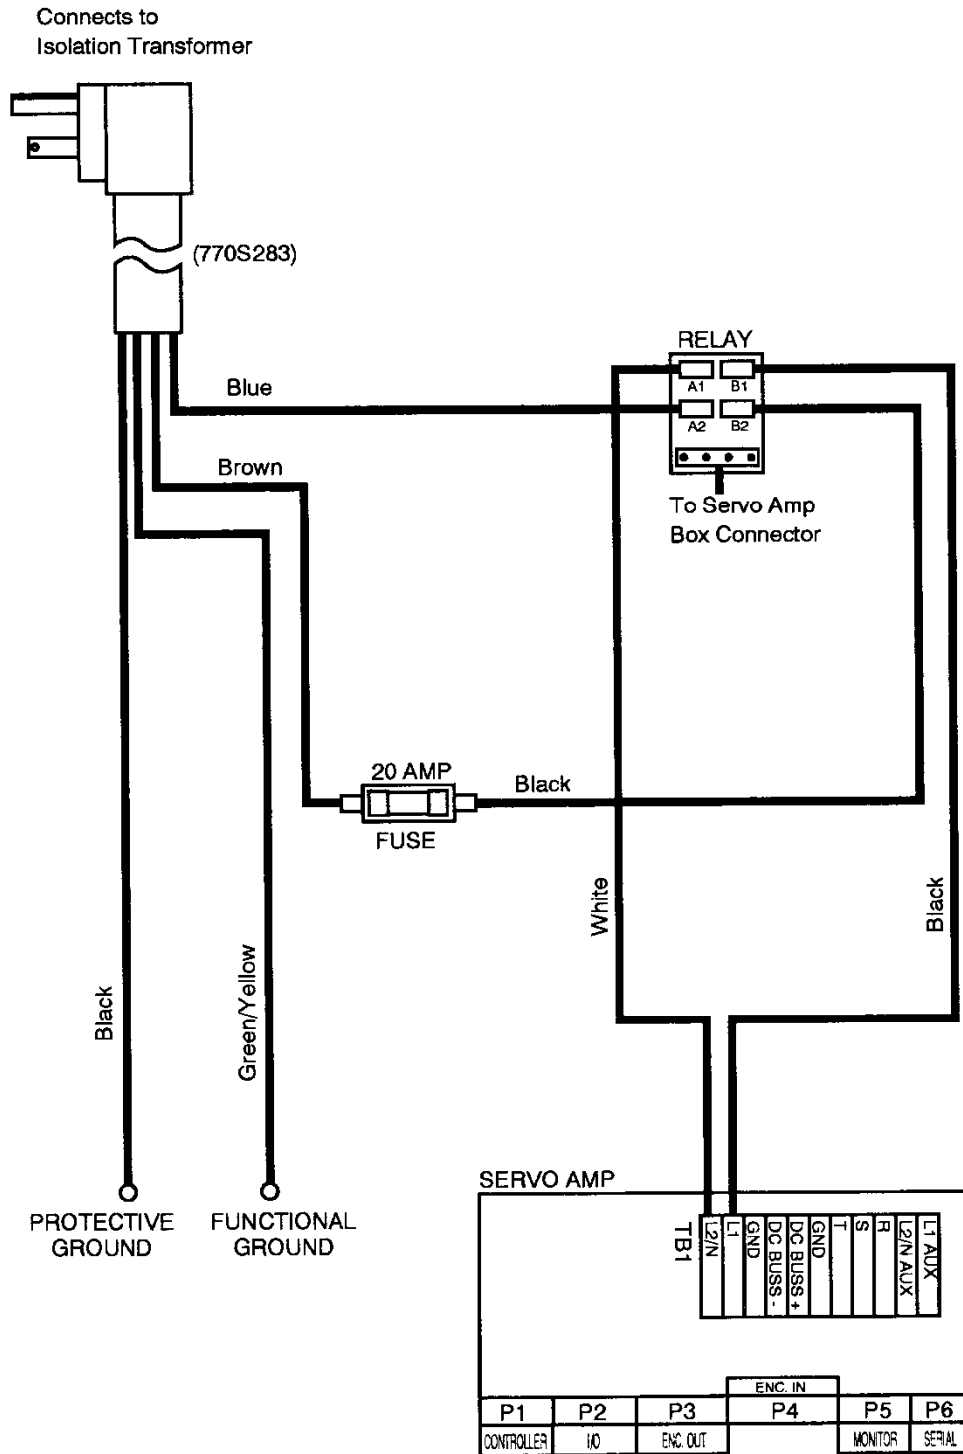 Connects to
Isolation Transformer
(770S283)
RELAY
A1 B1
A2 B2
Blue
Brown
To Servo Amp
Box Connector
20 AMP
Black
FUSE
White
Black
Black
Green/Yellow
SERVO AMP
PROTECTIVE
GROUND
FUNCTIONAL
GROUND
TB1
L2/N
L1
GND
DC BUSS -
DC BUSS +
GND
T
S
R
L2/N AUX
L1 AUX
ENC. IN
P1 P2 P3 P4 P5 P6
CONTROLLER I/O ENC. OUT MONITOR SERIAL